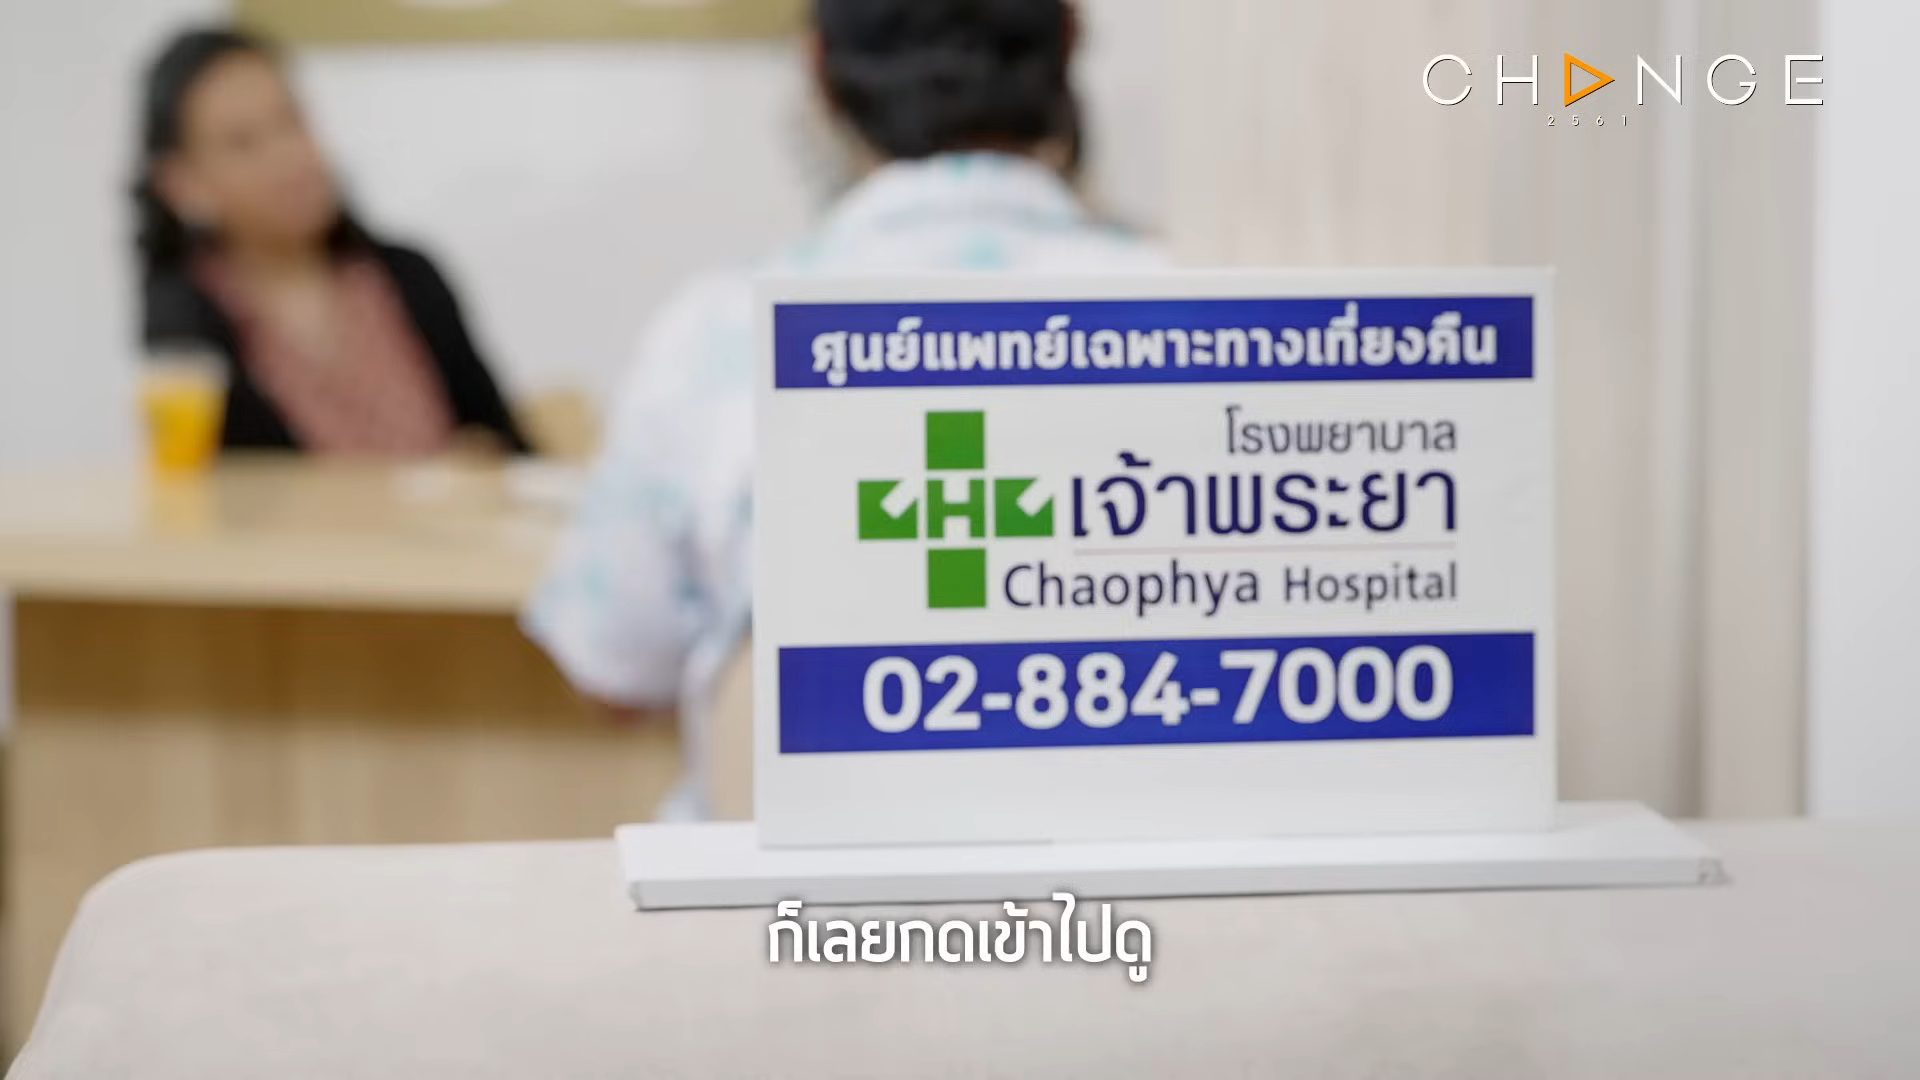 CHANGE
2561
ศูนย์แพทย์เฉพาะทางเที่ยงคืน
โรงพยาบาล
CHC เจ้าพระยา
Chaophya Hospital
02-884-7000
ก็เลยกดเข้าไปดู